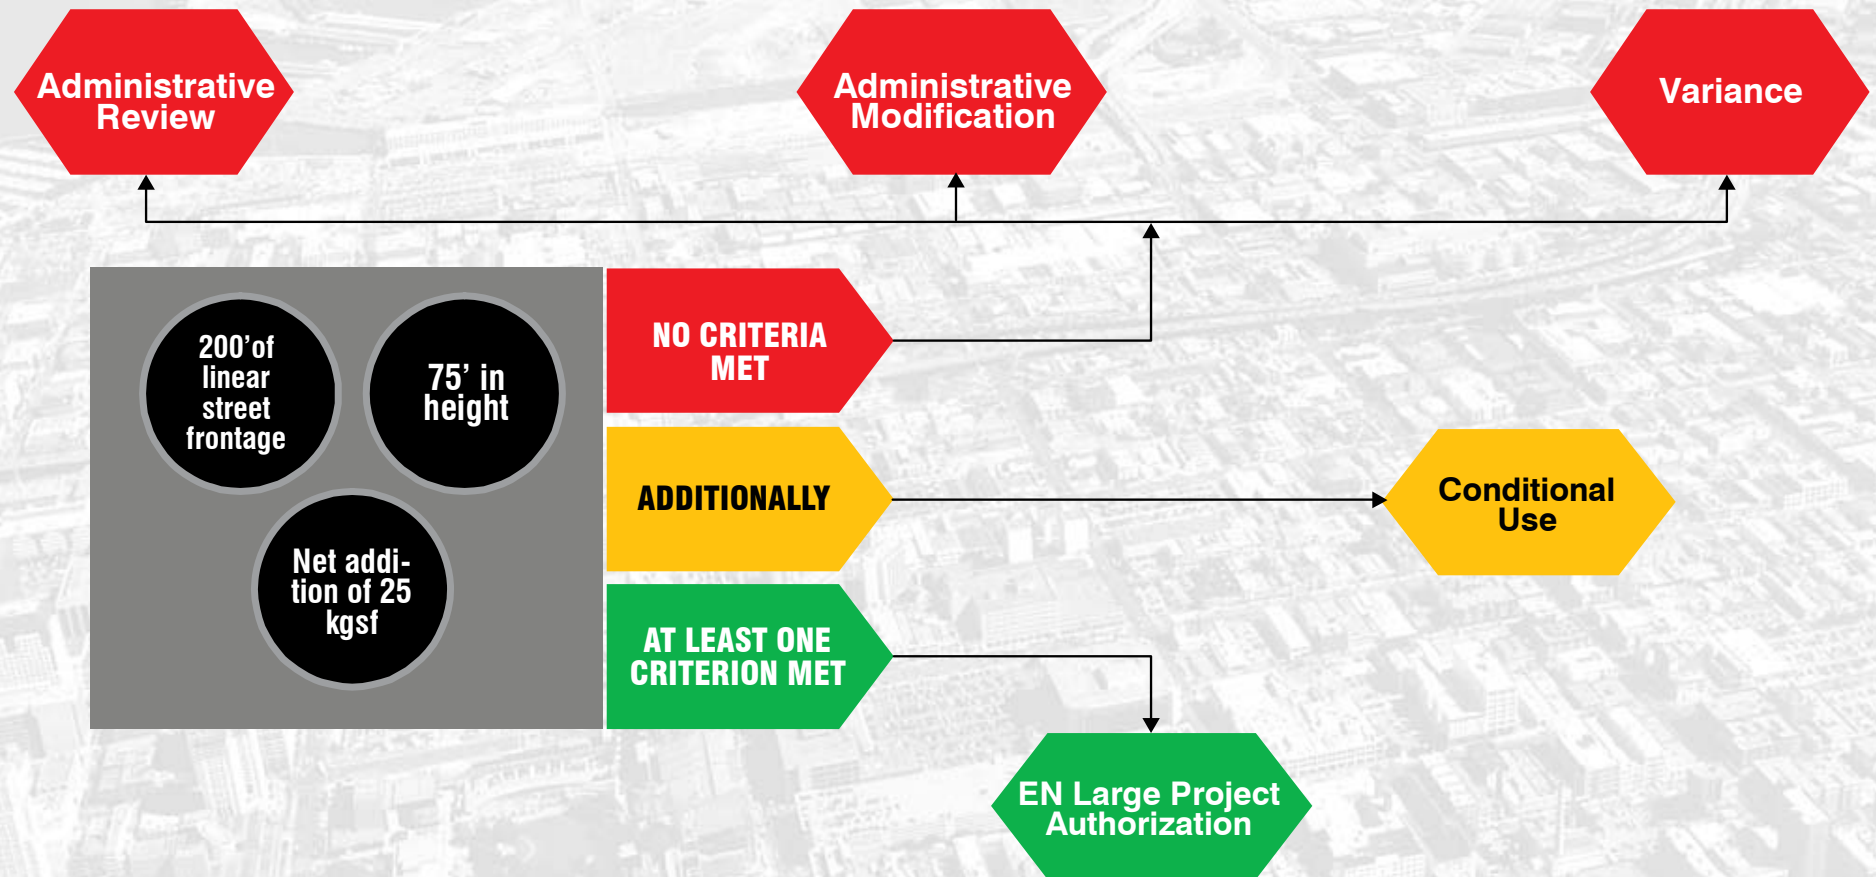 Administrative
Review
Administrative
Modification
Variance
200'of
linear
street
frontage
75’ in
height
Net addi-
tion of 25
kgsf
NO CRITERIA
MET
ADDITIONALLY
AT LEAST ONE
CRITERION MET
Conditional
Use
EN Large Project
Authorization